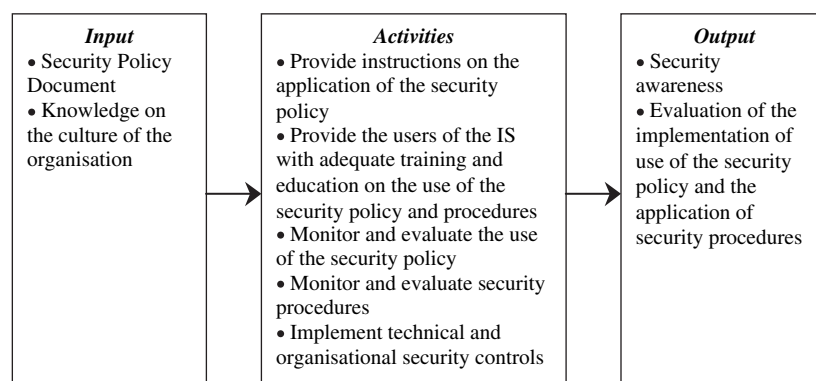 Input
• Security Policy
Document
• Knowledge on
the culture of the
organisation
Activities
• Provide instructions on the
application of the security
policy
• Provide the users of the IS
with adequate training and
education on the use of the
security policy and procedures
• Monitor and evaluate the use
of the security policy
• Monitor and evaluate security
procedures
• Implement technical and
organisational security controls
Output
• Security
awareness
• Evaluation of the
implementation of
use of the security
policy and the
application of
security procedures